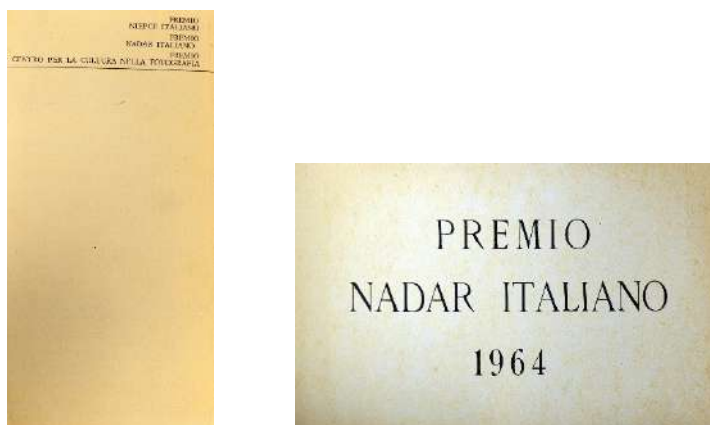 PREMIO
NIEPCE ITALIANO
PREMIO
NADAR ITALIANO
PREMIO
CENTRO PER LA CULTURA NELLA FOTOGRAFIA
PREMIO
NADAR ITALIANO
1964